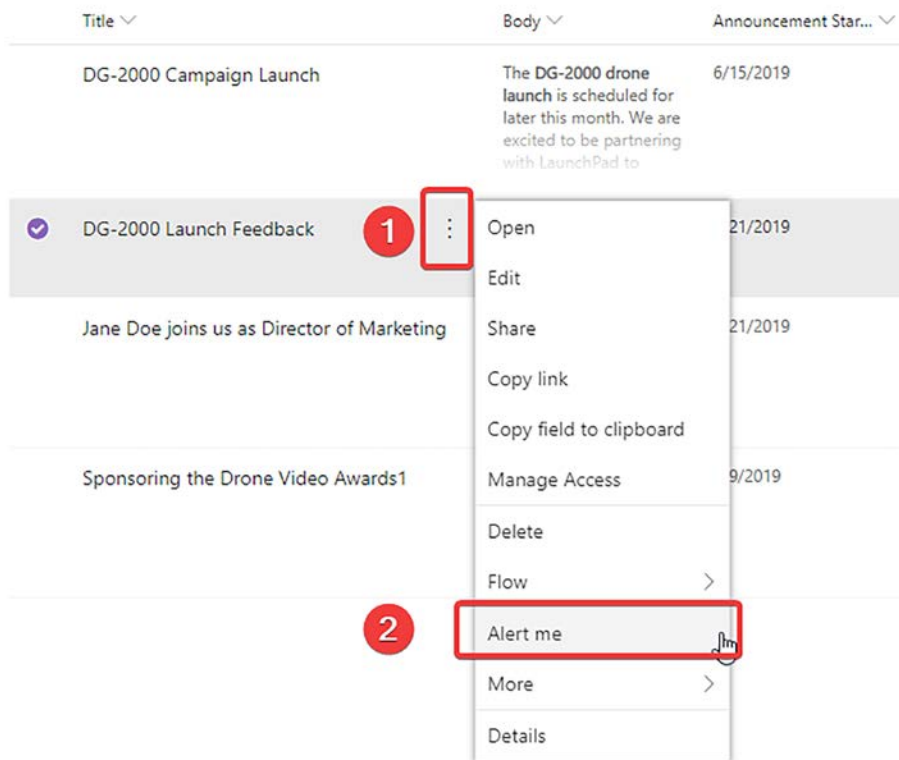 Title
Body
Announcement Star...
DG-2000 Campaign Launch
The DG-2000 drone
launch is scheduled for
later this month. We are
excited to be partnering
with LaunchPad to
6/15/2019
DG-2000 Launch Feedback
1
21/2019
Open
Edit
Jane Doe joins us as Director of Marketing
Share
21/2019
Copy link
Copy field to clipboard
Sponsoring the Drone Video Awards1
Manage Access
9/2019
Delete
Flow
2
Alert me
More
Details